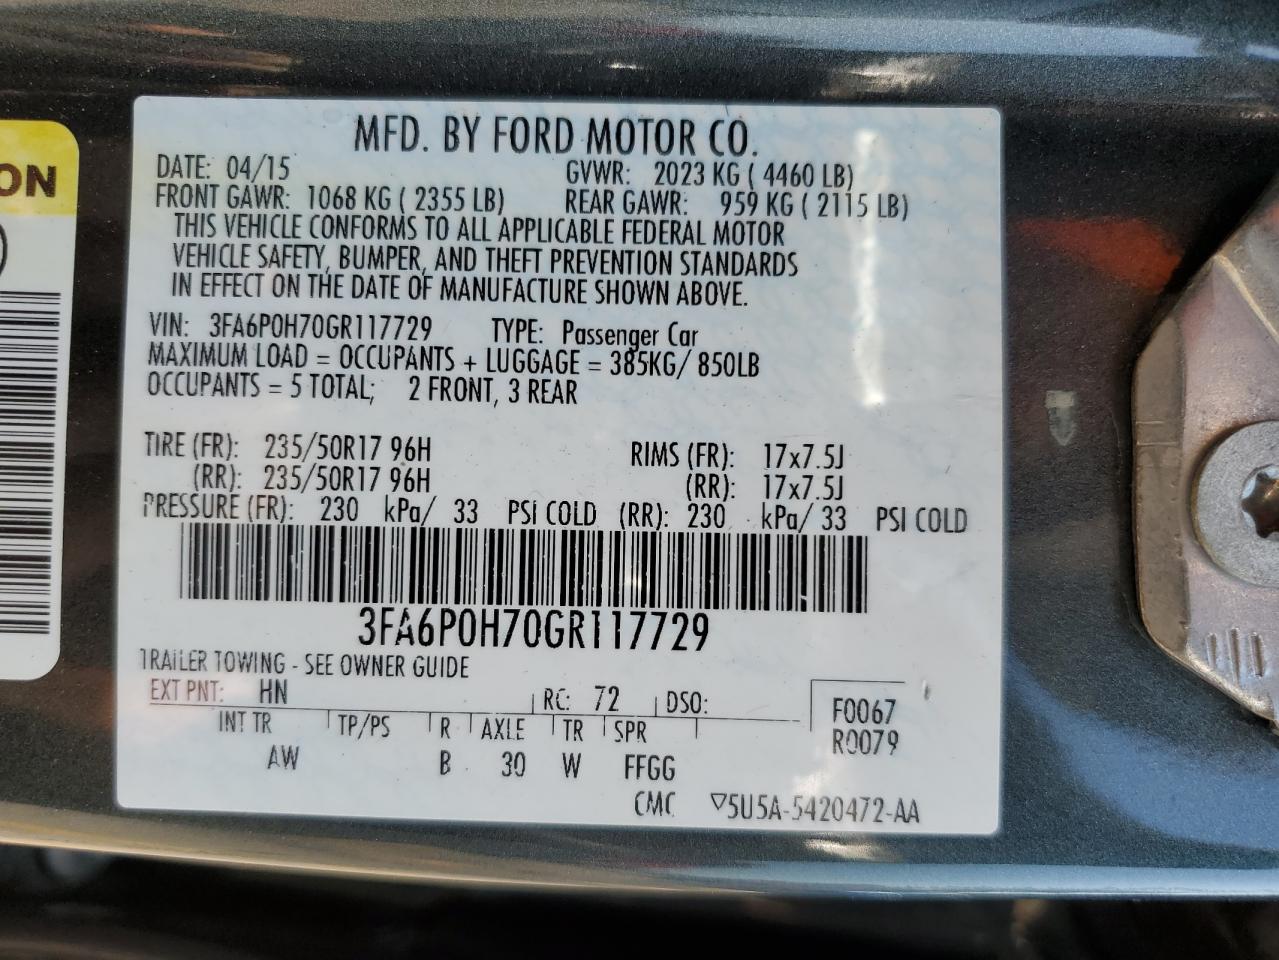 ON
MFD. BY FORD MOTOR CO.
DATE: 04/15 GVWR: 2023 KG ( 4460 LB)
FRONT GAWR: 1068 KG ( 2355 LB) REAR GAWR: 959 KG ( 2115 LB)
THIS VEHICLE CONFORMS TO ALL APPLICABLE FEDERAL MOTOR
VEHICLE SAFETY, BUMPER, AND THEFT PREVENTION STANDARDS
IN EFFECT ON THE DATE OF MANUFACTURE SHOWN ABOVE.
VIN: 3FA6P0H70GR117729 TYPE: Passenger Car
MAXIMUM LOAD = OCCUPANTS + LUGGAGE = 385KG/ 850LB
OCCUPANTS = 5 TOTAL; 2 FRONT, 3 REAR
TIRE (FR): 235/50R17 96H RIMS (FR): 17x7.5J
(RR): 235/50R17 96H (RR): 17x7.5J
PRESSURE (FR): 230 kPa/ 33 PSI COLD (RR): 230 kPa/ 33 PSI COLD
3FA6P0H70GR117729
TRAILER TOWING - SEE OWNER GUIDE
EXT PNT: HN RC: 72 DSO: F0067
INT TR TP/PS R AXLE TR SPR R0079
AW B 30 W FFGG
CMC ▽5U5A-5420472-AA